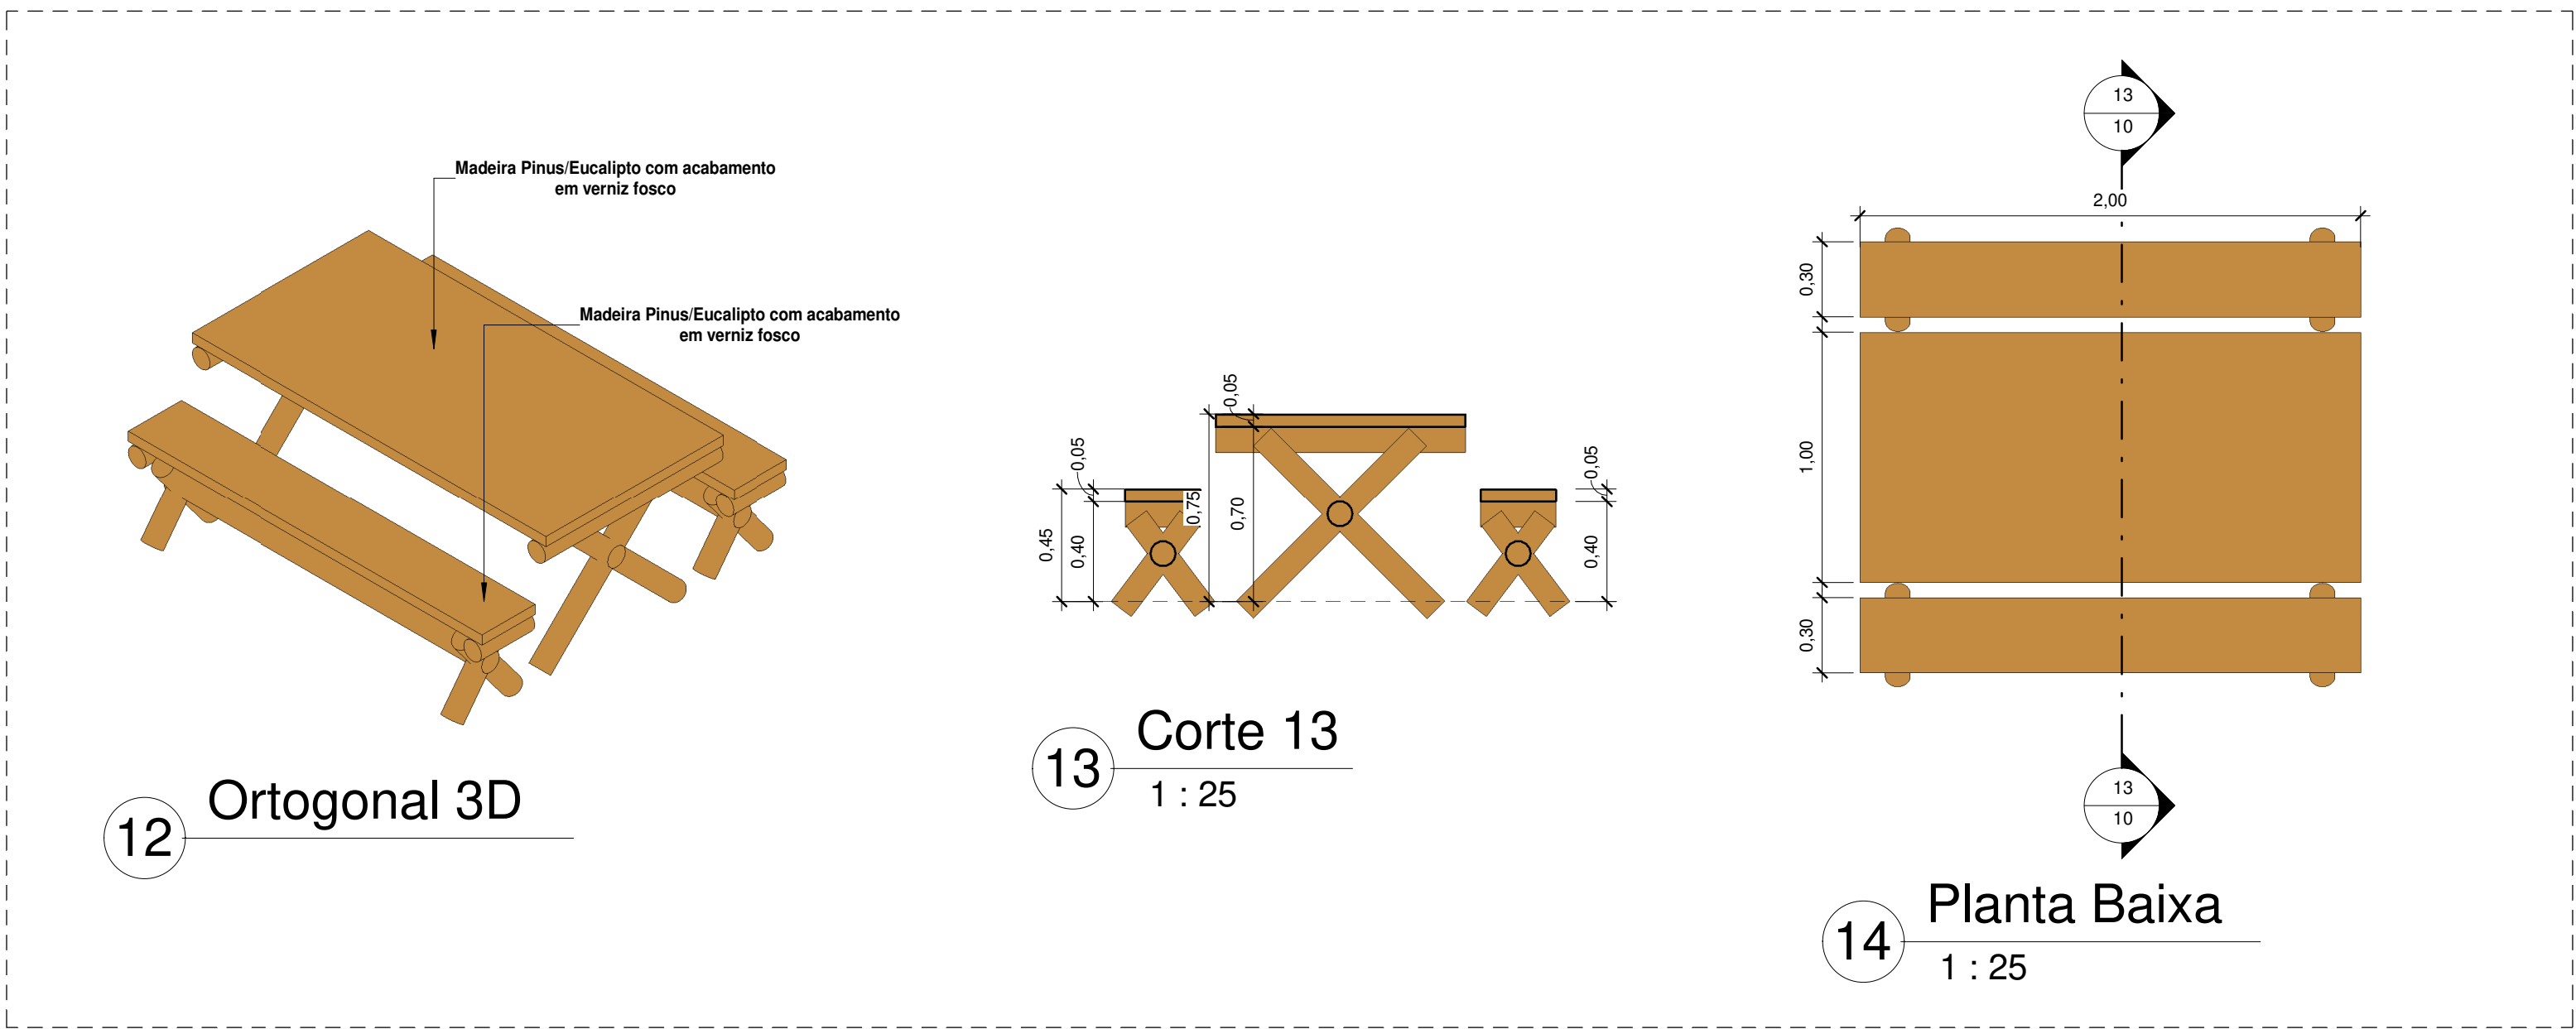 Madeira Pinus/Eucalipto com acabamento
em verniz fosco
Madeira Pinus/Eucalipto com acabamento
em verniz fosco
12
Ortogonal 3D
0,05
0,05
0,75
0,70
0,45
0,40
0,05
0,40
13
Corte 13
1 : 25
13
10
2,00
0,30
1,00
0,30
13
10
14
Planta Baixa
1 : 25